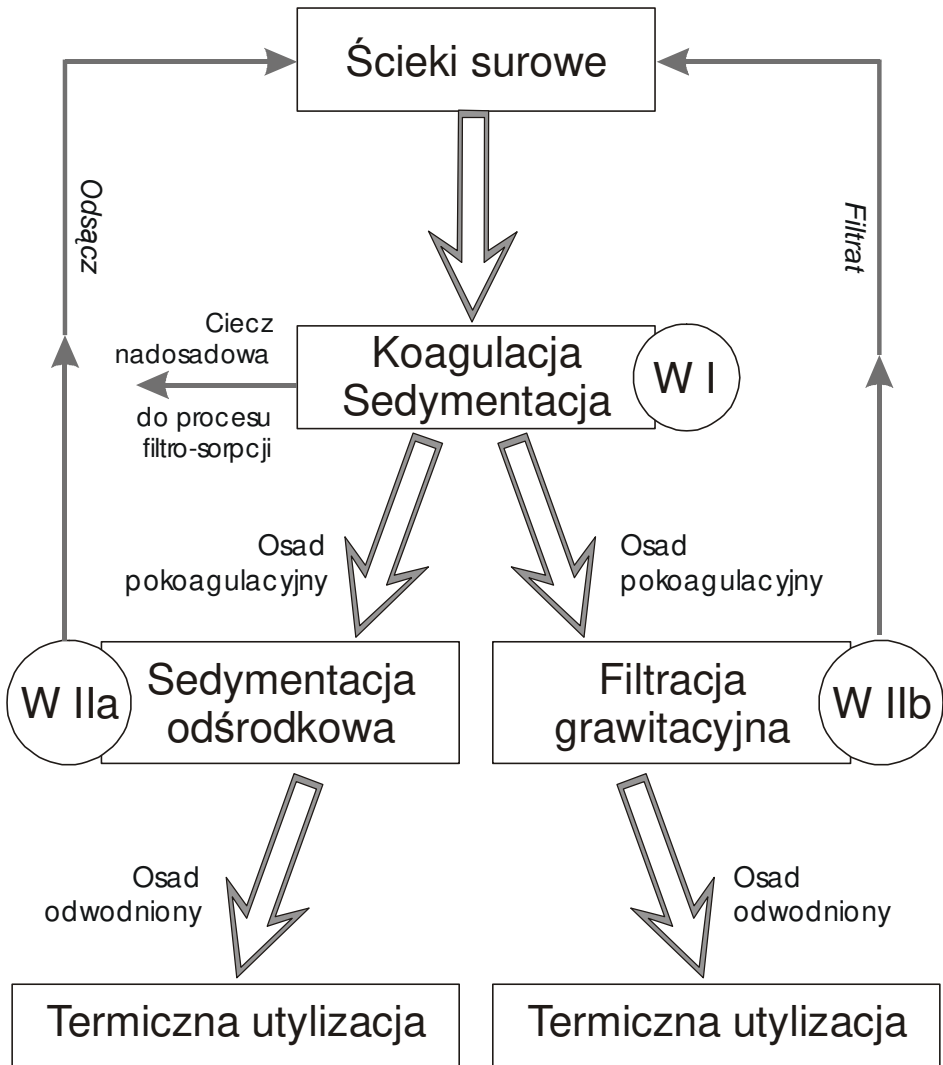 Ścieki surowe
Odsącz
Filtrat
Ciecz
nadosadowa
do procesu
filtro-sorpcji
Koagulacja
Sedymentacja
W I
Osad
pokoagulacyjny
Osad
pokoagulacyjny
W IIa
Sedymentacja
odśrodkowa
Filtracja
grawitacyjna
W IIb
Osad
odwodniony
Osad
odwodniony
Termiczna utylizacja
Termiczna utylizacja